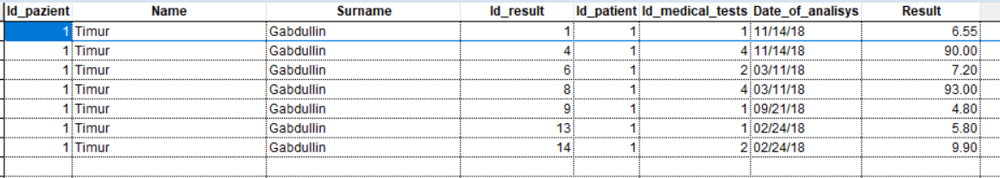 Id_pazient Name Surname Id_result Id_patient Id_medical_tests Date_of_analisys Result
1 Timur Gabdullin 1 1 1 11/14/18 6.55
1 Timur Gabdullin 4 1 4 11/14/18 90.00
1 Timur Gabdullin 6 1 2 03/11/18 7.20
1 Timur Gabdullin 8 1 4 03/11/18 93.00
1 Timur Gabdullin 9 1 1 09/21/18 4.80
1 Timur Gabdullin 13 1 1 02/24/18 5.80
1 Timur Gabdullin 14 1 2 02/24/18 9.90